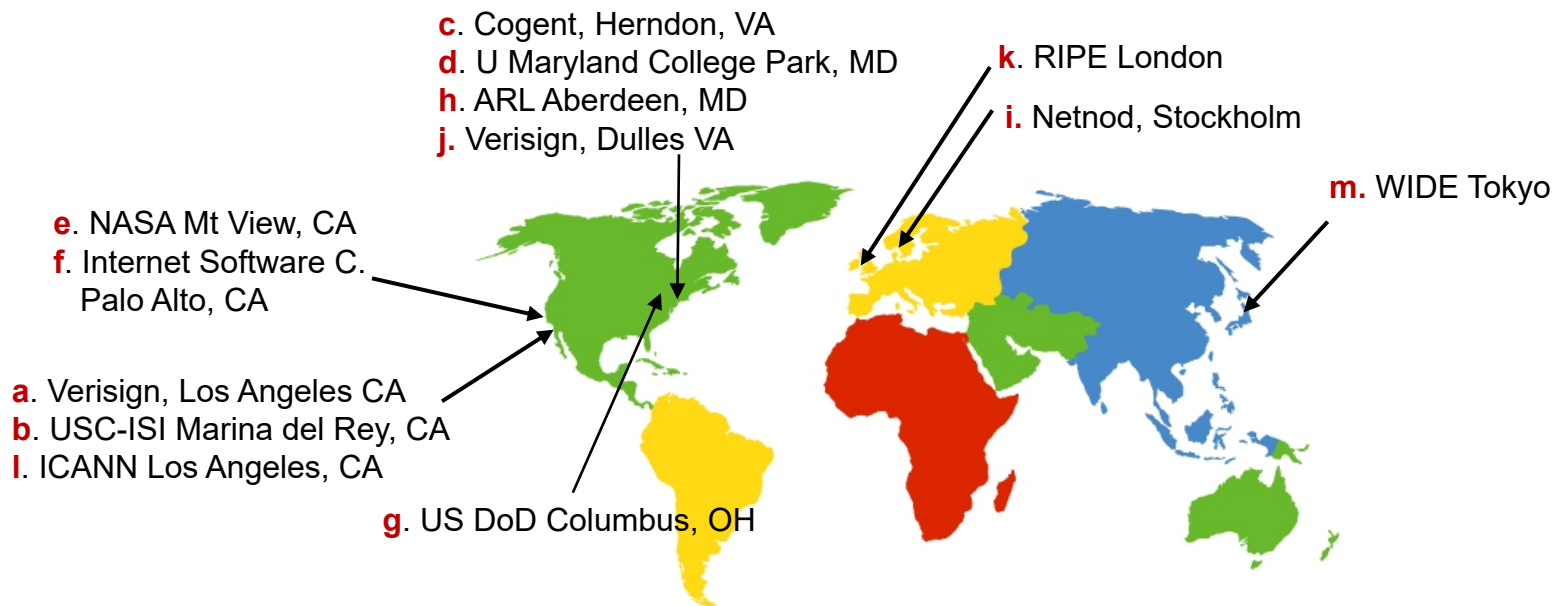 c. Cogent, Herndon, VA
d. U Maryland College Park, MD
h. ARL Aberdeen, MD
j. Verisign, Dulles VA
k. RIPE London
i. Netnod, Stockholm
m. WIDE Tokyo
e. NASA Mt View, CA
f. Internet Software C.
Palo Alto, CA
a. Verisign, Los Angeles CA
b. USC-ISI Marina del Rey, CA
l. ICANN Los Angeles, CA
g. US DoD Columbus, OH